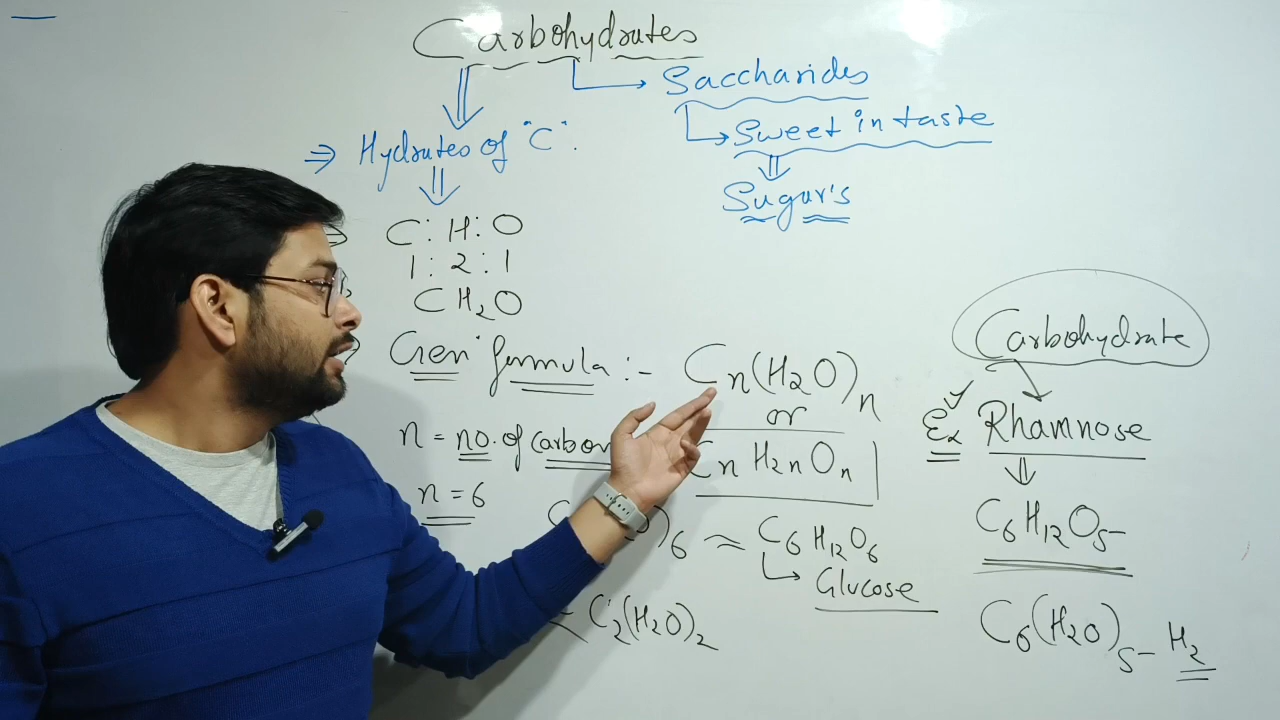 Carbohydrates
Saccharides
Sweet in taste
Sugar's
⇒ Hydrates of "C".
C : H : O
1 : 2 : 1
CH₂O
Gen. formula :- Cn(H₂O)n
or
CnH₂nOn
n = no. of carbon
n = 6
)₆ ≈ C₆H₁₂O₆
Glucose
C₂(H₂O)₂
Carbohydrate
Ex Rhamnose
C₆H₁₂O₅
C₆(H₂O)₅ H₂